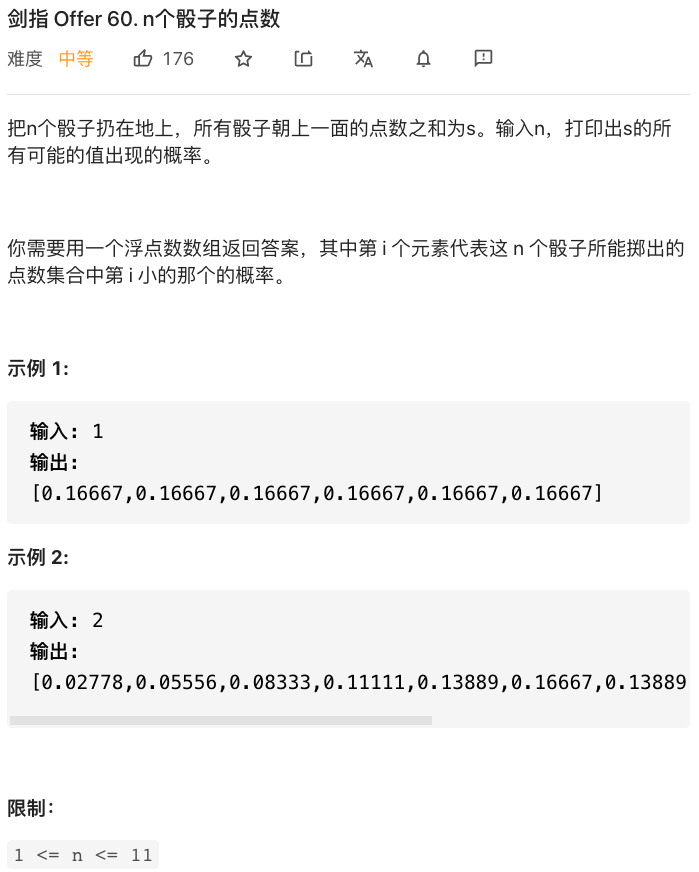 剑指 Offer 60. n个骰子的点数
难度 中等 176
把n个骰子扔在地上，所有骰子朝上一面的点数之和为s。输入n，打印出s的所
有可能的值出现的概率。
你需要用一个浮点数数组返回答案，其中第 i 个元素代表这 n 个骰子所能掷出的
点数集合中第 i 小的那个的概率。
示例 1:
输入: 1
输出:
[0.16667,0.16667,0.16667,0.16667,0.16667,0.16667]
示例 2:
输入: 2
输出:
[0.02778,0.05556,0.08333,0.11111,0.13889,0.16667,0.13889
限制：
1 <= n <= 11